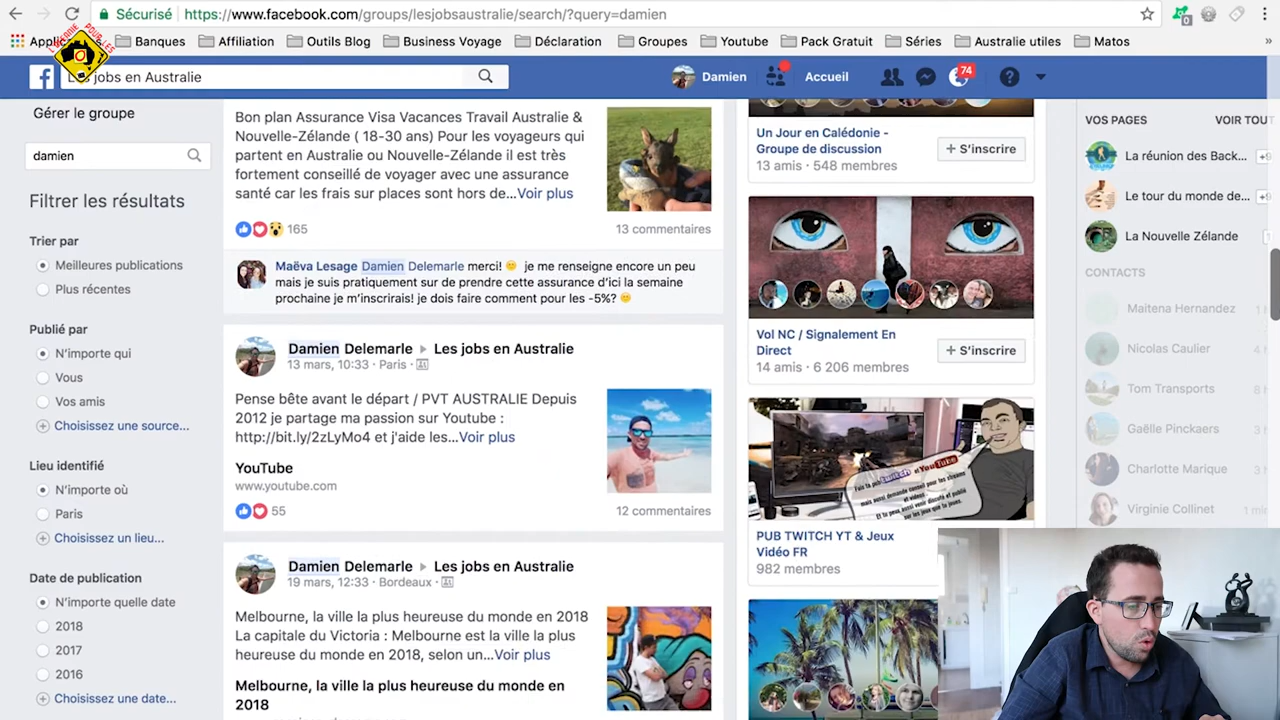 Sécurisé https://www.facebook.com/groups/lesjobsaustralie/search/?query=damien
Banques Affiliation Outils Blog Business Voyage Déclaration Groupes Youtube Pack Gratuit Séries Australie utiles Matos »
Les jobs en Australie
Damien Accueil 74
Gérer le groupe
damien
Filtrer les résultats
Trier par
Meilleures publications
Plus récentes
Publié par
N'importe qui
Vous
Vos amis
Choisissez une source...
Lieu identifié
N'importe où
Paris
Choisissez un lieu...
Date de publication
N'importe quelle date
2018
2017
2016
Choisissez une date...
Bon plan Assurance Visa Vacances Travail Australie &
Nouvelle-Zélande ( 18-30 ans) Pour les voyageurs qui
partent en Australie ou Nouvelle-Zélande il est très
fortement conseillé de voyager avec une assurance
santé car les frais sur places sont hors de...Voir plus
165 13 commentaires
Maëva Lesage Damien Delemarle merci! je me renseigne encore un peu
mais je suis pratiquement sur de prendre cette assurance d'ici la semaine
prochaine je m'inscrirais! je dois faire comment pour les -5%?
Damien Delemarle Les jobs en Australie
13 mars, 10:33 · Paris ·
Pense bête avant le départ / PVT AUSTRALIE Depuis
2012 je partage ma passion sur Youtube :
http://bit.ly/2zLyMo4 et j'aide les...Voir plus
YouTube
www.youtube.com
55 12 commentaires
Damien Delemarle Les jobs en Australie
19 mars, 12:33 · Bordeaux ·
Melbourne, la ville la plus heureuse du monde en 2018
La capitale du Victoria : Melbourne est la ville la plus
heureuse du monde en 2018, selon un...Voir plus
Melbourne, la ville la plus heureuse du monde en
2018
Un Jour en Calédonie -
Groupe de discussion
13 amis · 548 membres
+ S'inscrire
Vol NC / Signalement En
Direct
14 amis · 6 206 membres
+ S'inscrire
PUB TWITCH YT & Jeux
Vidéo FR
982 membres
VOS PAGES VOIR TOUT
La réunion des Back...
Le tour du monde de...
La Nouvelle Zélande
CONTACTS
Maitena Hernandez
Nicolas Caulier
Tom Transports
Gaëlle Pinckaers
Charlotte Marique
Virginie Collinet